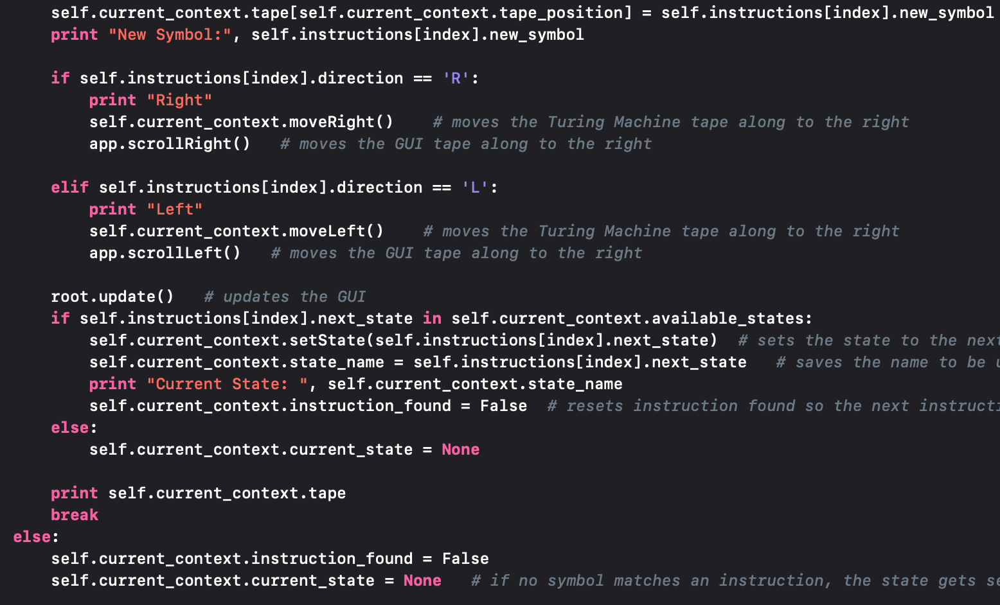 self.current_context.tape[self.current_context.tape_position] = self.instructions[index].new_symbol
print "New Symbol:", self.instructions[index].new_symbol
if self.instructions[index].direction == 'R':
print "Right"
self.current_context.moveRight() # moves the Turing Machine tape along to the right
app.scrollRight() # moves the GUI tape along to the right
elif self.instructions[index].direction == 'L':
print "Left"
self.current_context.moveLeft() # moves the Turing Machine tape along to the right
app.scrollLeft() # moves the GUI tape along to the right
root.update() # updates the GUI
if self.instructions[index].next_state in self.current_context.available_states:
self.current_context.setState(self.instructions[index].next_state) # sets the state to the next
self.current_context.state_name = self.instructions[index].next_state # saves the name to be
print "Current State: ", self.current_context.state_name
self.current_context.instruction_found = False # resets instruction found so the next
else:
self.current_context.current_state = None
print self.current_context.tape
break
else:
self.current_context.instruction_found = False
self.current_context.current_state = None # if no symbol matches an instruction, the state gets